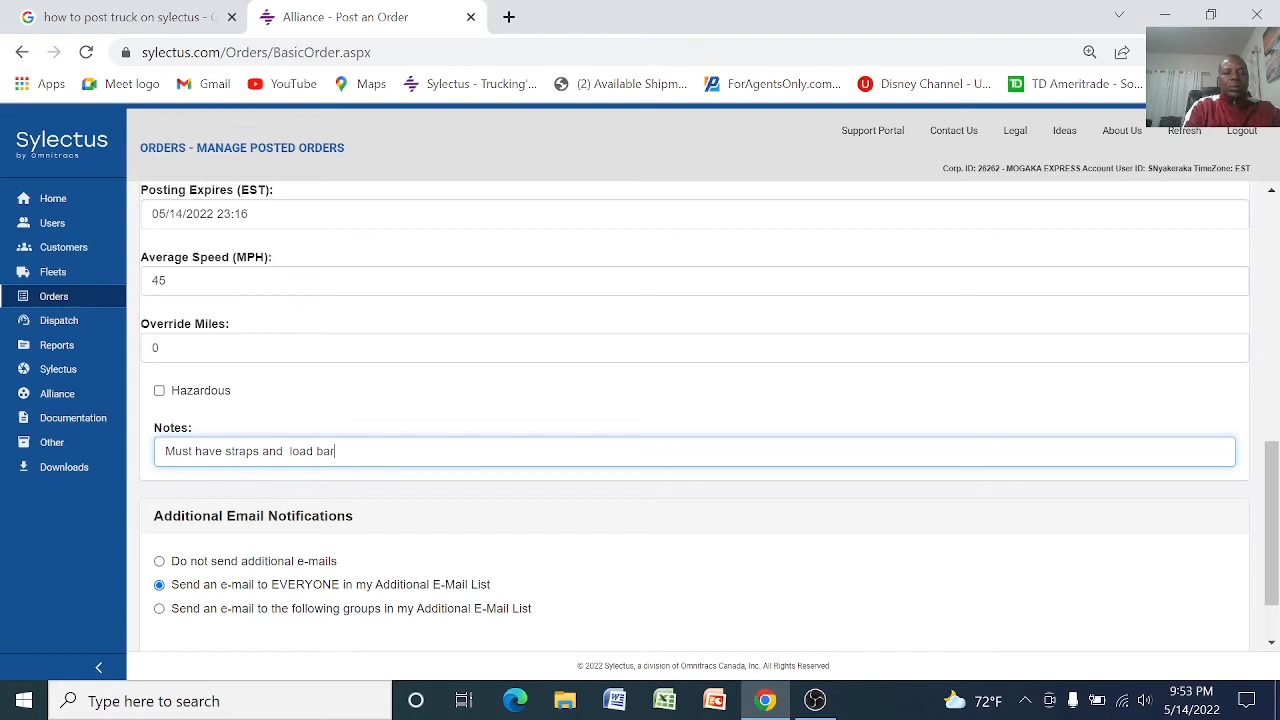 how to post truck on sylectus - G
Alliance - Post an Order
sylectus.com/Orders/BasicOrder.aspx
Apps
Meet logo
Gmail
YouTube
Maps
Sylectus - Trucking'...
(2) Available Shipm...
ForAgentsOnly.com...
Disney Channel - U...
TD Ameritrade - So...
Sylectus
by Omnitracs
Support Portal
Contact Us
Legal
Ideas
About Us
Refresh
Logout
ORDERS - MANAGE POSTED ORDERS
Corp. ID: 26262 - MOGAKA EXPRESS Account User ID: SNyakeraka TimeZone: EST
Home
Users
Customers
Fleets
Orders
Dispatch
Reports
Sylectus
Alliance
Documentation
Other
Downloads
Posting Expires (EST):
05/14/2022 23:16
Average Speed (MPH):
45
Override Miles:
0
Hazardous
Notes:
Must have straps and  load bar
Additional Email Notifications
Do not send additional e-mails
Send an e-mail to EVERYONE in my Additional E-Mail List
Send an e-mail to the following groups in my Additional E-Mail List
© 2022 Sylectus, a division of Omnitracs Canada, Inc. All Rights Reserved
Type here to search
72°F
9:53 PM
5/14/2022